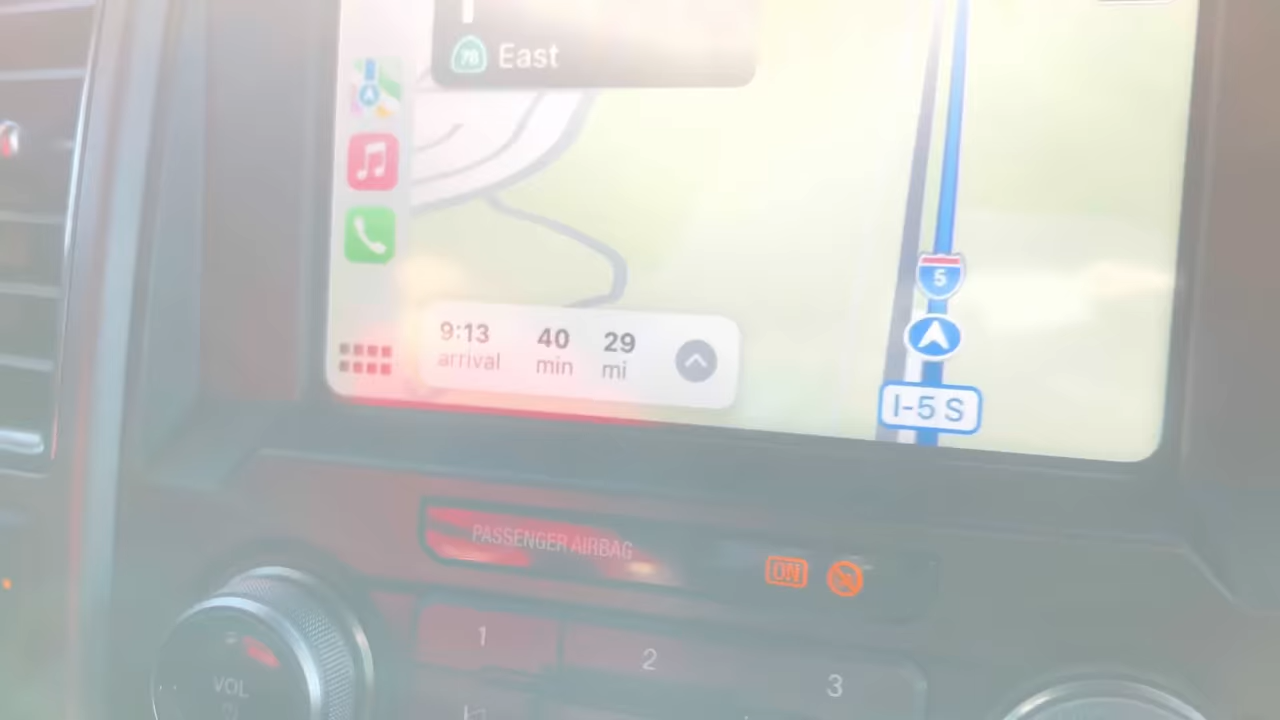 78 East
5
9:13 40 29
arrival min mi
I-5 S
PASSENGER AIRBAG
ON
1 2 3
VOL